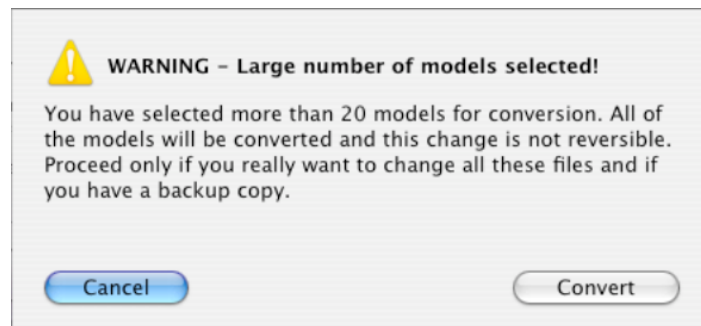 WARNING – Large number of models selected!
You have selected more than 20 models for conversion. All of
the models will be converted and this change is not reversible.
Proceed only if you really want to change all these files and if
you have a backup copy.
Cancel
Convert